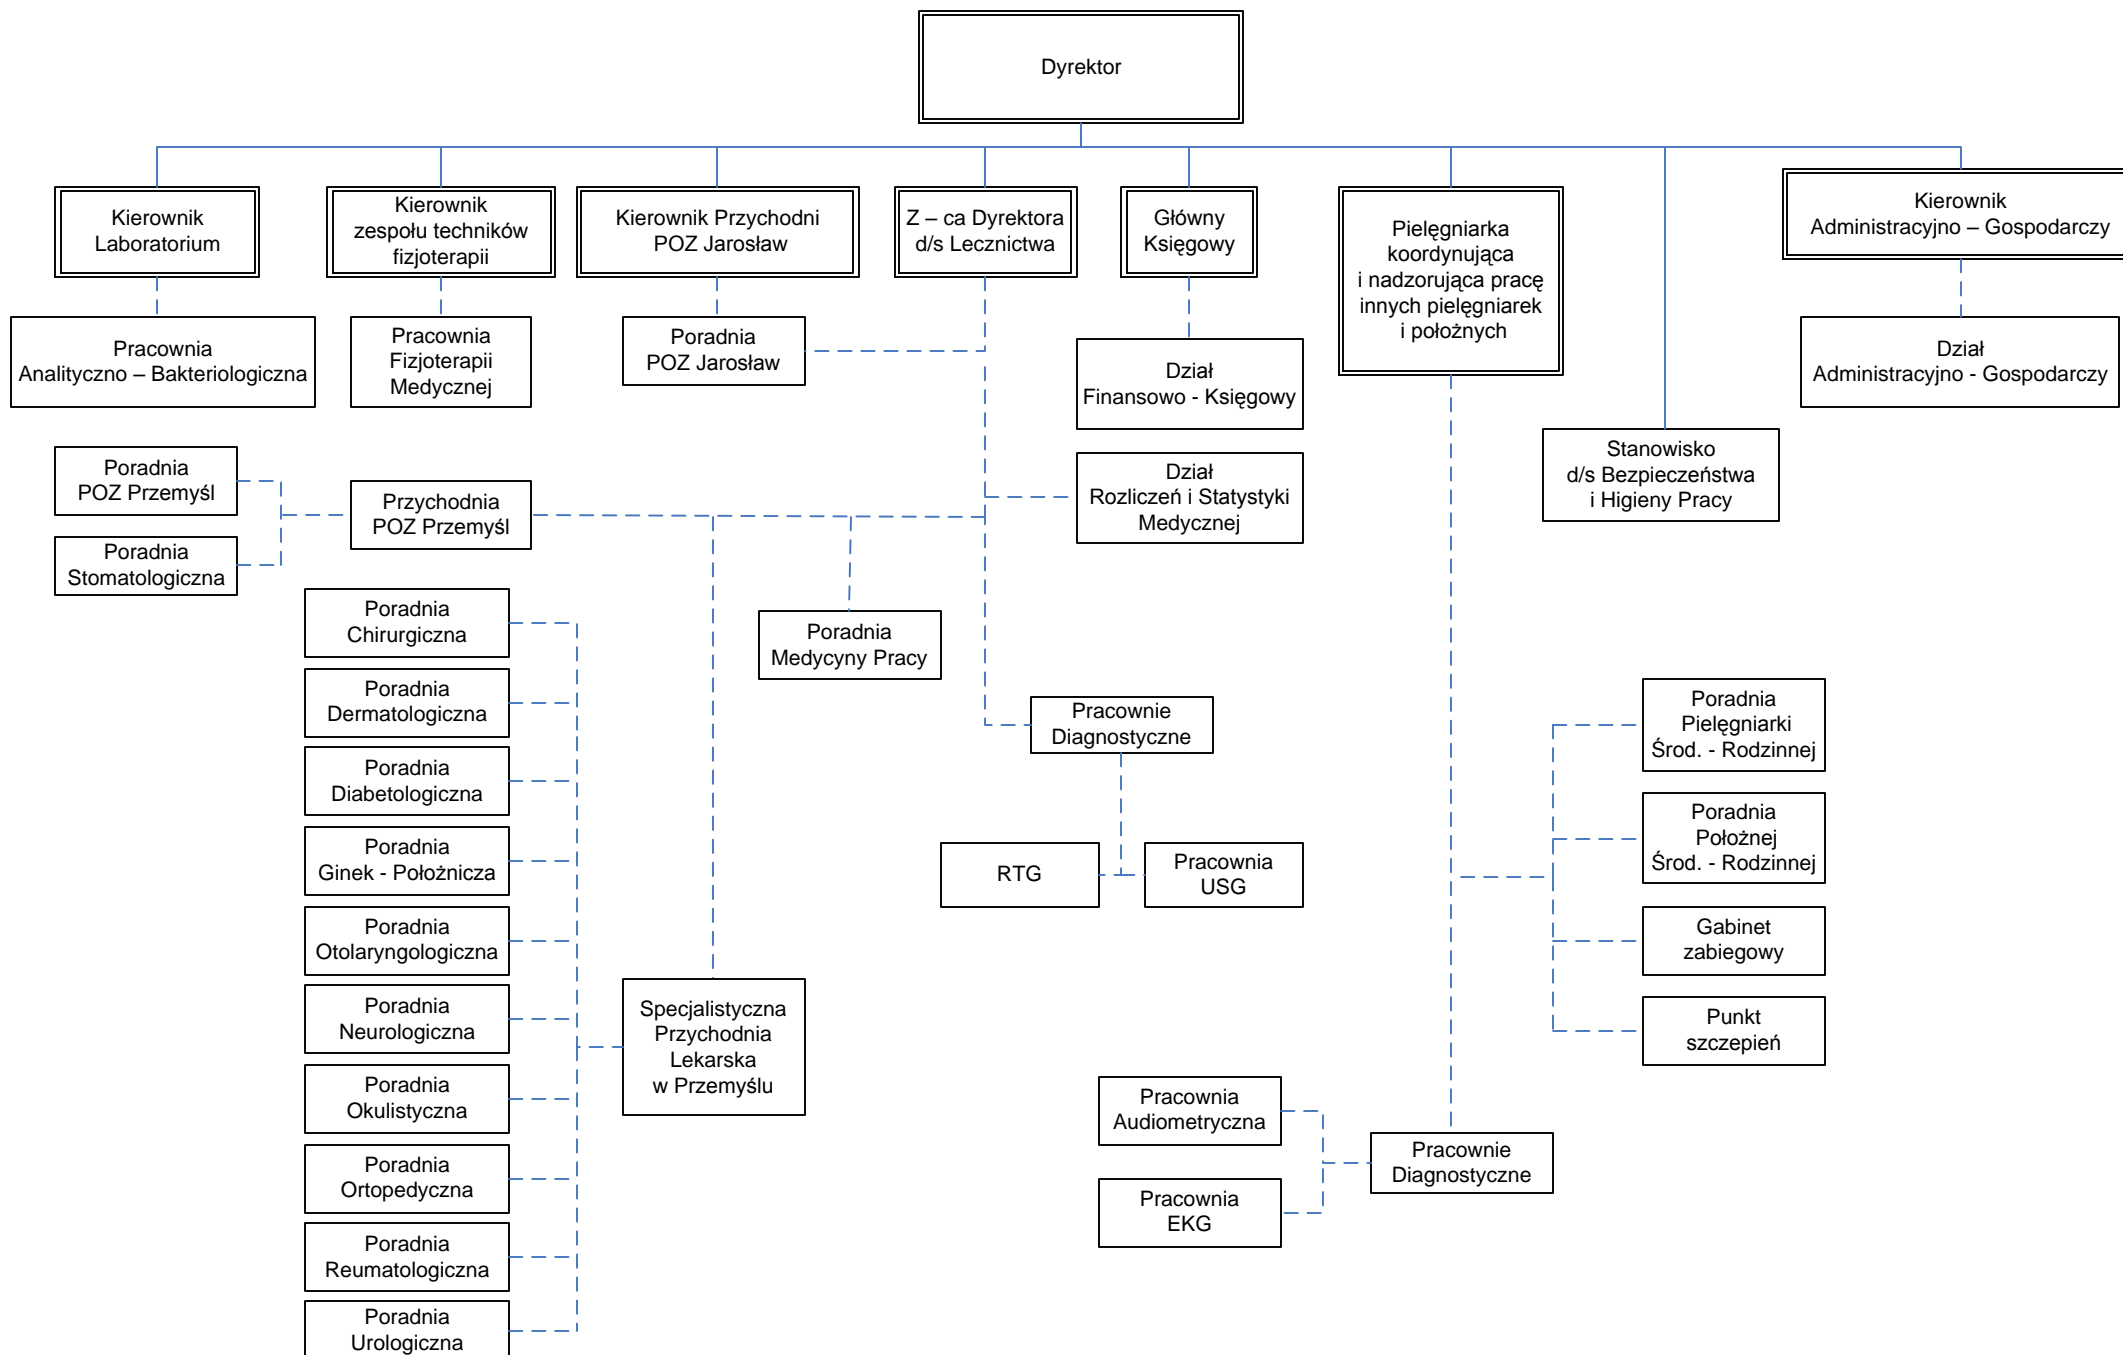 Dyrektor
Kierownik
Laboratorium
Kierownik
zespołu techników
fizjoterapii
Kierownik Przychodni
POZ Jarosław
Z – ca Dyrektora
d/s Lecznictwa
Główny
Księgowy
Pielęgniarka
koordynująca
i nadzorująca pracę
innych pielęgniarek
i położnych
Kierownik
Administracyjno – Gospodarczy
Pracownia
Analityczno – Bakteriologiczna
Pracownia
Fizjoterapii
Medycznej
Poradnia
POZ Jarosław
Dział
Finansowo - Księgowy
Dział
Administracyjno - Gospodarczy
Stanowisko
d/s Bezpieczeństwa
i Higieny Pracy
Dział
Rozliczeń i Statystyki
Medycznej
Poradnia
POZ Przemyśl
Poradnia
Stomatologiczna
Przychodnia
POZ Przemyśl
Poradnia
Chirurgiczna
Poradnia
Dermatologiczna
Poradnia
Diabetologiczna
Poradnia
Ginek - Położnicza
Poradnia
Otolaryngologiczna
Poradnia
Neurologiczna
Poradnia
Okulistyczna
Poradnia
Ortopedyczna
Poradnia
Reumatologiczna
Poradnia
Urologiczna
Specjalistyczna
Przychodnia
Lekarska
w Przemyślu
Poradnia
Medycyny Pracy
Pracownie
Diagnostyczne
RTG
Pracownia
USG
Poradnia
Pielęgniarki
Środ. - Rodzinnej
Poradnia
Położnej
Środ. - Rodzinnej
Gabinet
zabiegowy
Punkt
szczepień
Pracownia
Audiometryczna
Pracownia
EKG
Pracownie
Diagnostyczne